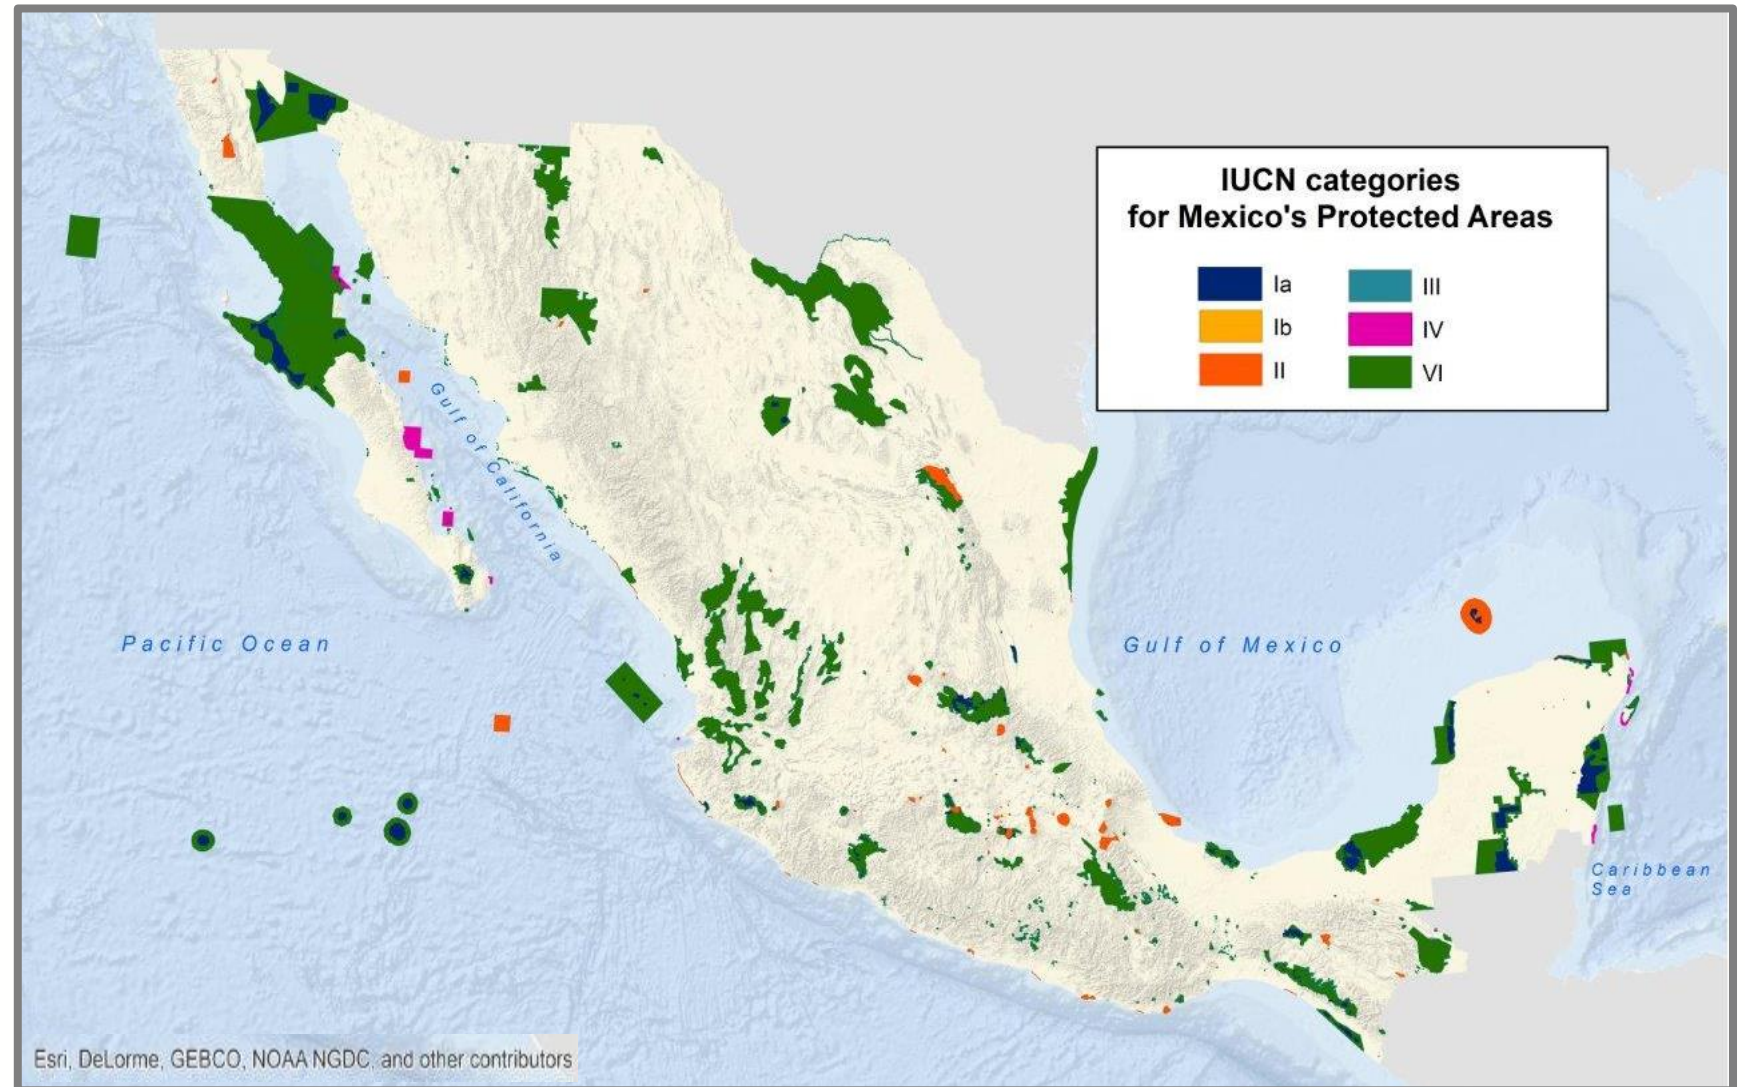 IUCN categories
for Mexico's Protected Areas
Ia
III
Ib
IV
II
VI
Gulf of California
Pacific Ocean
Gulf of Mexico
Caribbean
Sea
Esri, DeLorme, GEBCO, NOAA NGDC, and other contributors